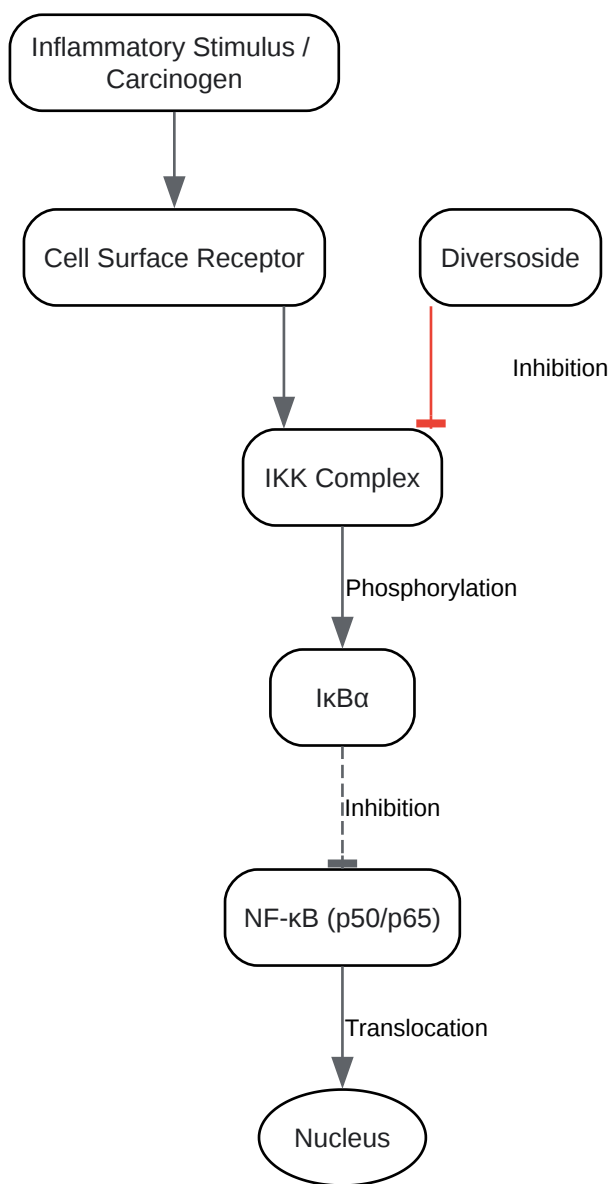 Inflammatory Stimulus /
Carcinogen
Cell Surface Receptor
Diversoside
Inhibition
IKK Complex
Phosphorylation
IκBα
Inhibition
NF-κB (p50/p65)
Translocation
Nucleus